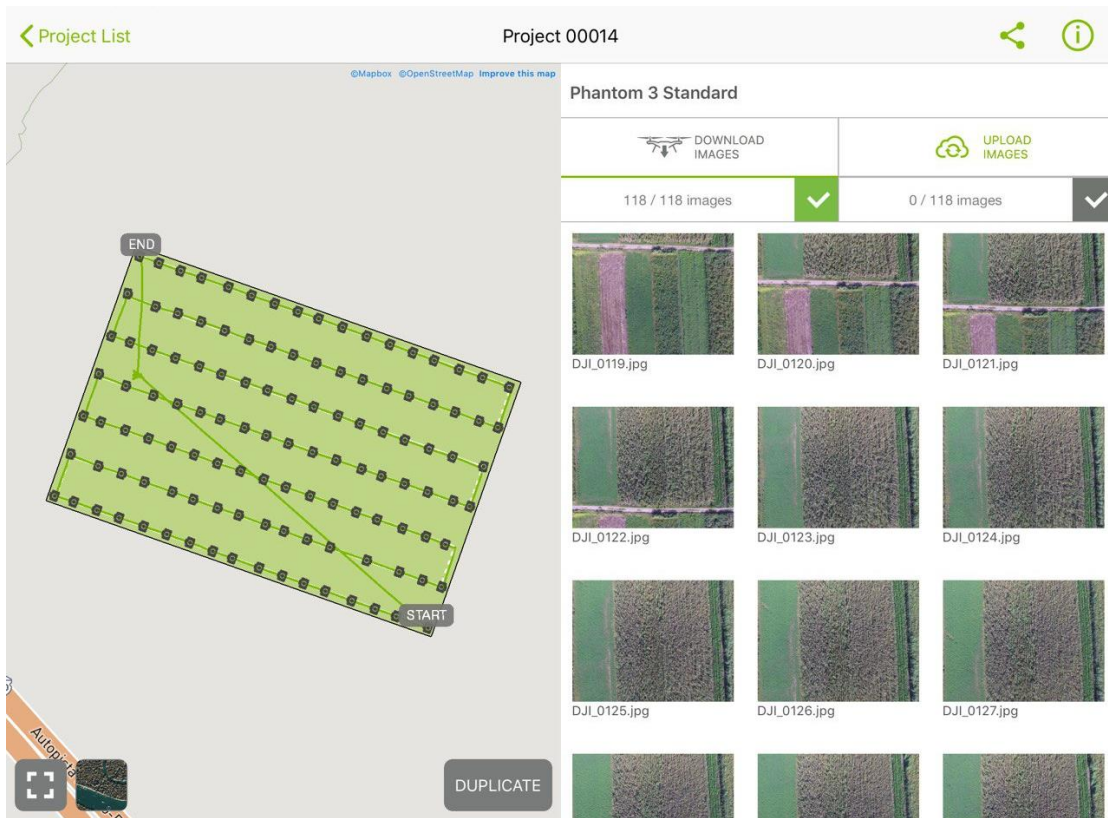 Project List
Project 00014
©Mapbox ©OpenStreetMap Improve this map
Phantom 3 Standard
DOWNLOAD
IMAGES
UPLOAD
IMAGES
118 / 118 images
0 / 118 images
END
START
DJI_0119.jpg
DJI_0120.jpg
DJI_0121.jpg
DJI_0122.jpg
DJI_0123.jpg
DJI_0124.jpg
DJI_0125.jpg
DJI_0126.jpg
DJI_0127.jpg
Autopista
DUPLICATE